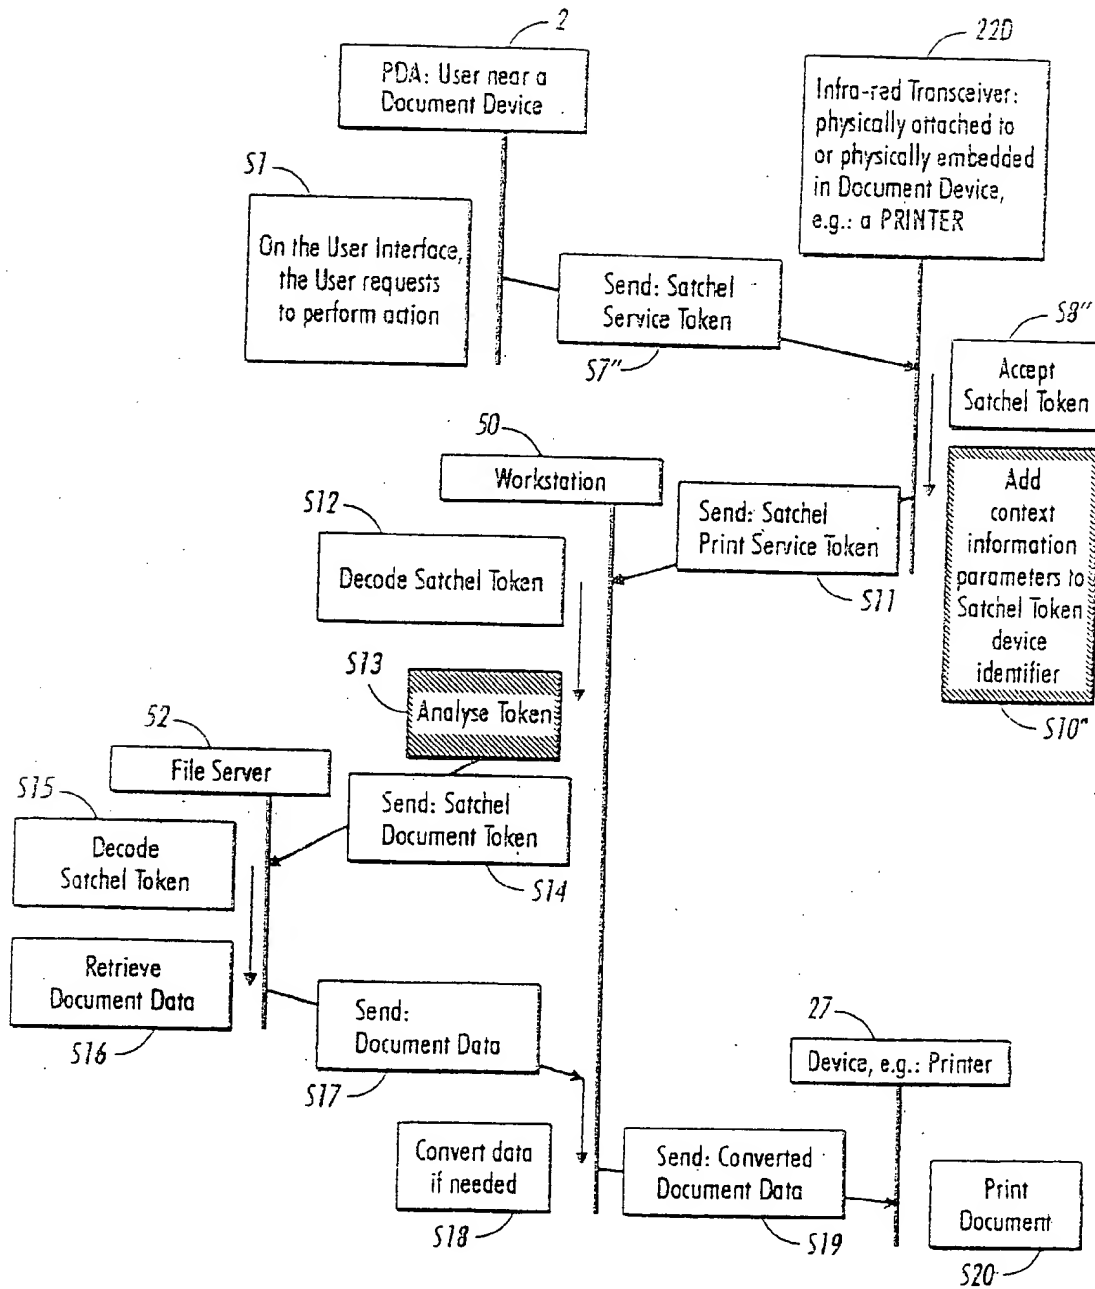 2
PDA: User near a
Document Device
22D
Infra-red Transceiver:
physically attached to
or physically embedded
in Document Device,
e.g.: a PRINTER
S1
On the User Interface,
the User requests
to perform action
Send: Satchel
Service Token
S7"
S8"
Accept
Satchel Token
50
Workstation
S12
Decode Satchel Token
Send: Satchel
Print Service Token
S11
Add
context
information
parameters to
Satchel Token
device
identifier
S10"
S13
Analyse Token
52
File Server
S15
Decode
Satchel Token
Send: Satchel
Document Token
S14
Retrieve
Document Data
S16
Send:
Document Data
S17
27
Device, e.g.: Printer
Convert data
if needed
S18
Send: Converted
Document Data
S19
Print
Document
S20